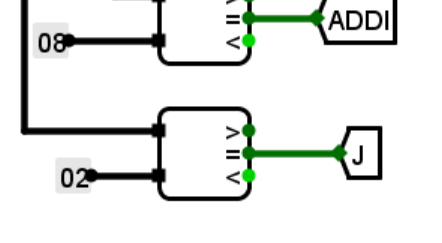 = ADDI
08 <
>
= J
02 <